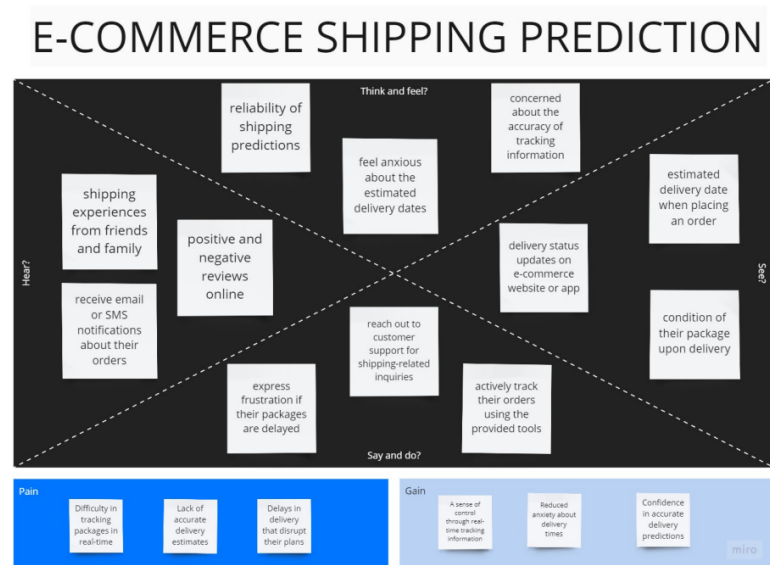 E-COMMERCE SHIPPING PREDICTION
Think and feel?
reliability of
shipping
predictions
feel anxious
about the
estimated
delivery dates
concerned
about the
accuracy of
tracking
information
Hear?
shipping
experiences
from friends
and family
positive and
negative
reviews
online
receive email
or SMS
notifications
about their
orders
See?
estimated
delivery date
when placing
an order
delivery status
updates on
e-commerce
website or app
condition of
their package
upon delivery
reach out to
customer
support for
shipping-related
inquiries
express
frustration if
their packages
are delayed
actively track
their orders
using the
provided tools
Say and do?
Pain
Difficulty in
tracking
packages in
real-time
Lack of
accurate
delivery
estimates
Delays in
delivery
that disrupt
their plans
Gain
A sense of
control
through real-
time tracking
information
Reduced
anxiety about
delivery
times
Confidence
in accurate
delivery
predictions
miro